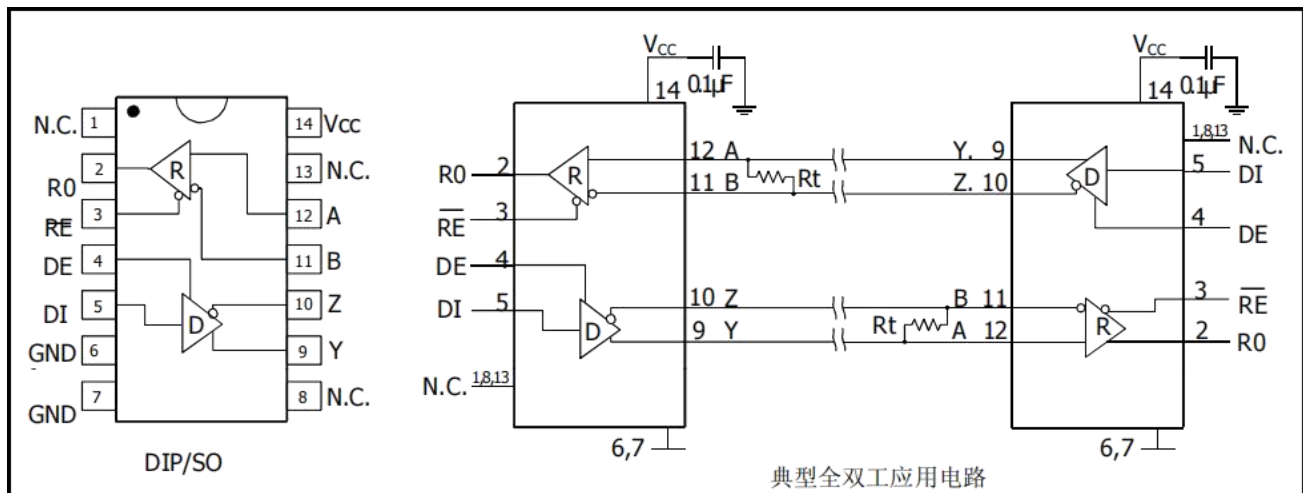 N.C. 1 14 Vcc
R0 2 13 N.C.
R
RE 3 12 A
DE 4 11 B
DI 5 10 Z
D
GND 6 9 Y
GND 7 8 N.C.
DIP/SO
VCC
14 0.1μF
R0 2 12 A
R
11 B Rt
RE 3
DE 4
DI 5 10 Z
D
9 Y
N.C. 1,8,13
6,7
VCC
14 0.1μF
1,8,13 N.C.
Y. 9 5 DI
Z. 10 D
4 DE
B 11 3 RE
R
Rt A 12 2 R0
6,7
典型全双工应用电路